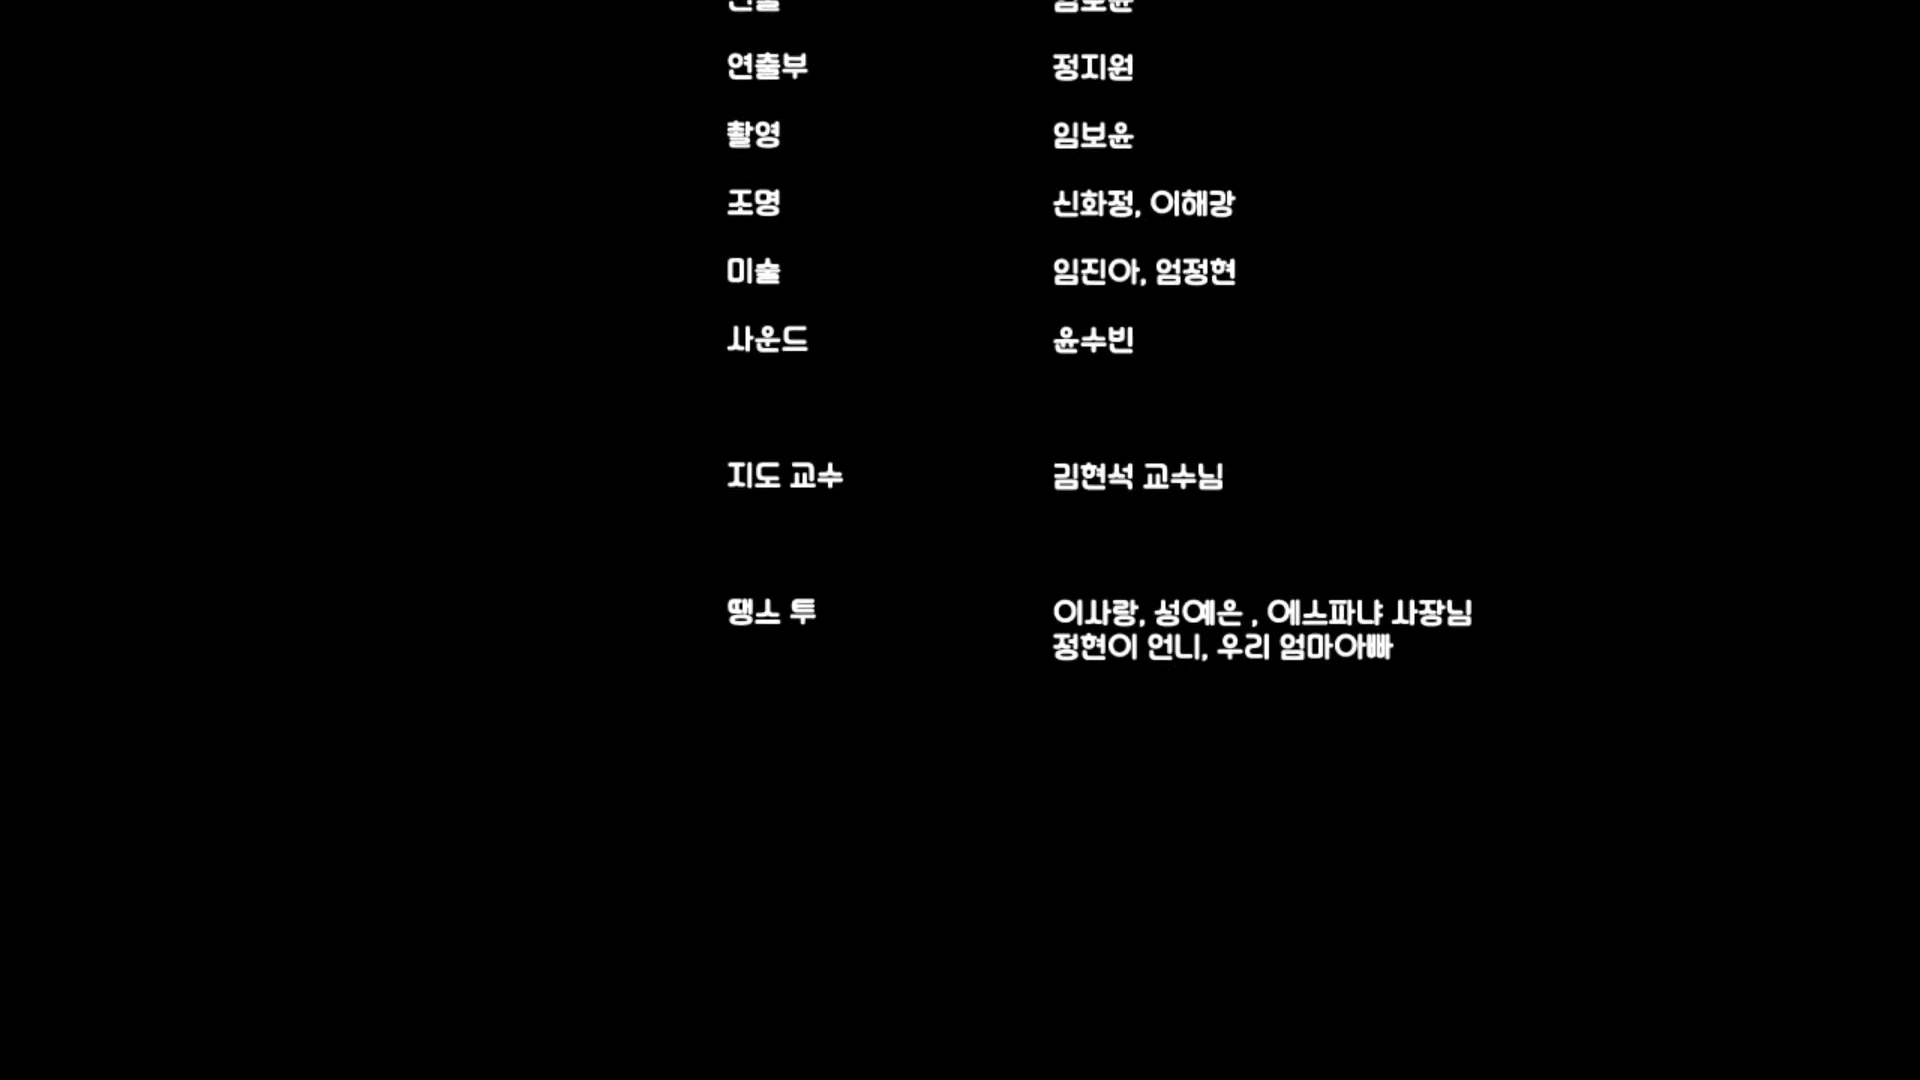 연출부 정지원
촬영 임보윤
조명 신화정, 이해강
미술 임진아, 엄정현
사운드 윤수빈
지도 교수 김현석 교수님
땡스 투 이사랑, 성예은 , 에스파냐 사장님
정현이 언니, 우리 엄마아빠